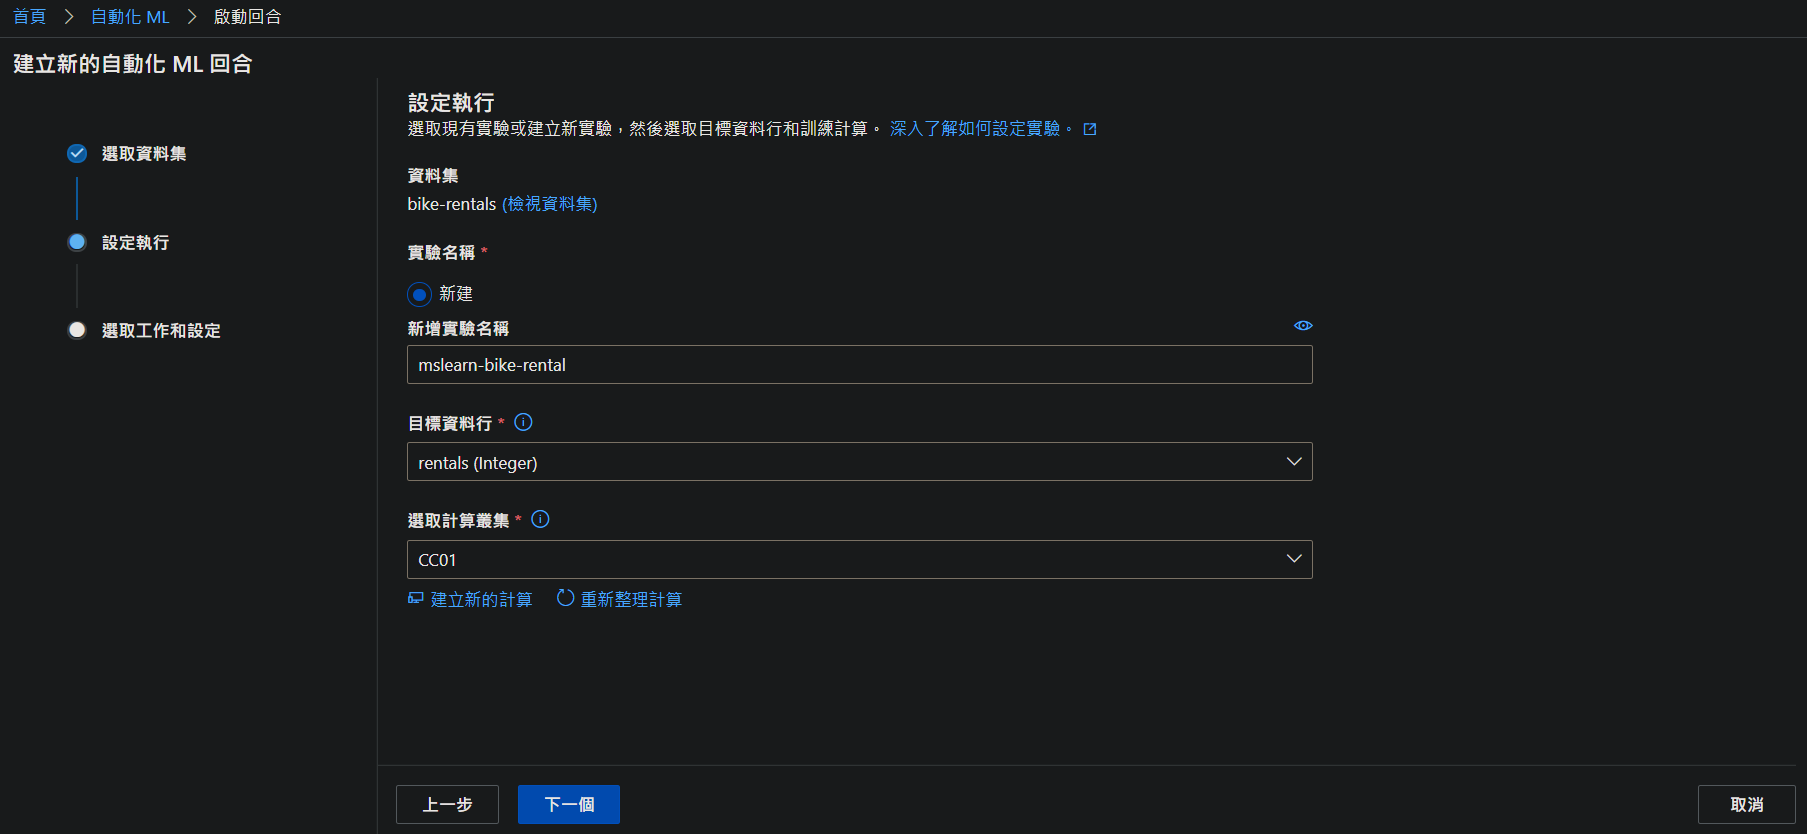 首頁 > 自動化 ML > 啟動回合
建立新的自動化 ML 回合
選取資料集
設定執行
選取工作和設定
設定執行
選取現有實驗或建立新實驗，然後選取目標資料行和訓練計算。 深入了解如何設定實驗。
資料集
bike-rentals (檢視資料集)
實驗名稱 *
新建
新增實驗名稱
mslearn-bike-rental
目標資料行 *
rentals (Integer)
選取計算叢集 *
CC01
建立新的計算 重新整理計算
上一步 下一個 取消